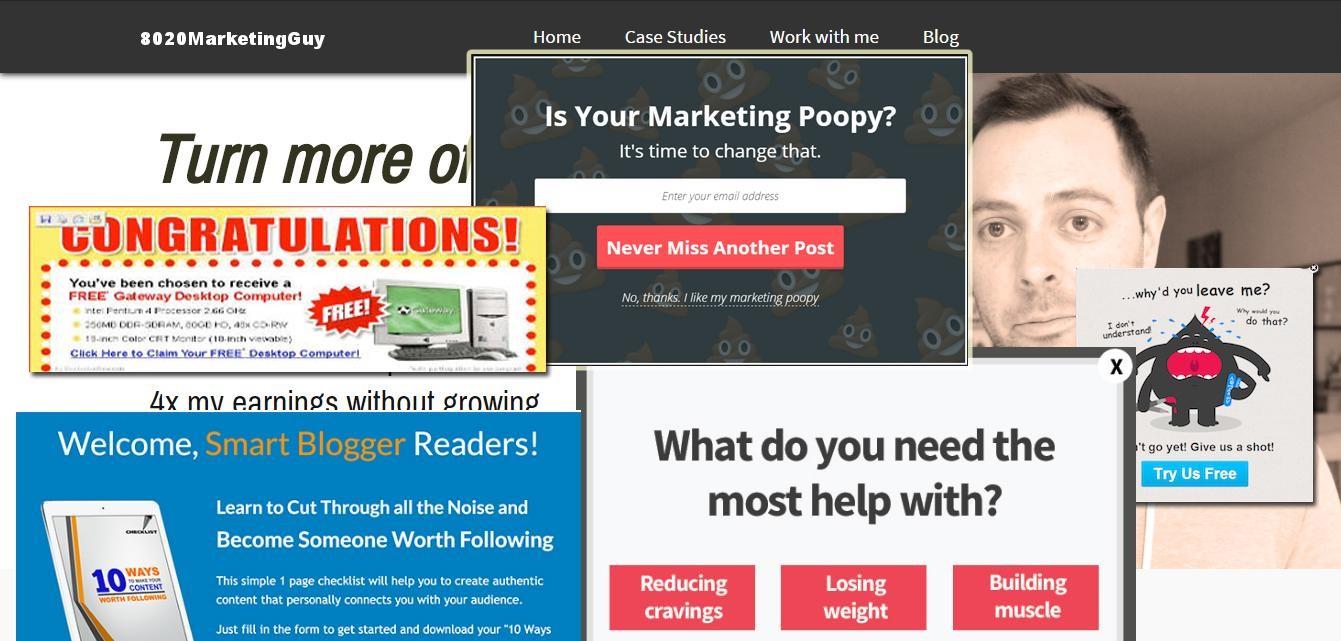 8020MarketingGuy
Home
Case Studies
Work with me
Blog
Turn more of
Is Your Marketing Poopy?
It's time to change that.
Enter your email address
Never Miss Another Post
No, thanks. I like my marketing poopy
CONGRATULATIONS!
You've been chosen to receive a
FREE* Gateway Desktop Computer!
Intel Pentium 4 Processor 2.66 GHz
256MB DDR-SDRAM, 80GB HD, 48x CD-RW
18-inch Color CRT Monitor (18-inch viewable)
Click Here to Claim Your FREE* Desktop Computer!
FREE!
Gateway
4x my earnings without growing
...why'd you leave me?
I don't
understand!
Why would you
do that?
't go yet! Give us a shot!
Try Us Free
X
What do you need the
most help with?
Reducing
cravings
Losing
weight
Building
muscle
Welcome, Smart Blogger Readers!
Learn to Cut Through all the Noise and
Become Someone Worth Following
This simple 1 page checklist will help you to create authentic
content that personally connects you with your audience.
Just fill in the form to get started and download your "10 Ways
CHECKLIST
10 WAYS
TO MAKE YOUR
CONTENT
WORTH FOLLOWING